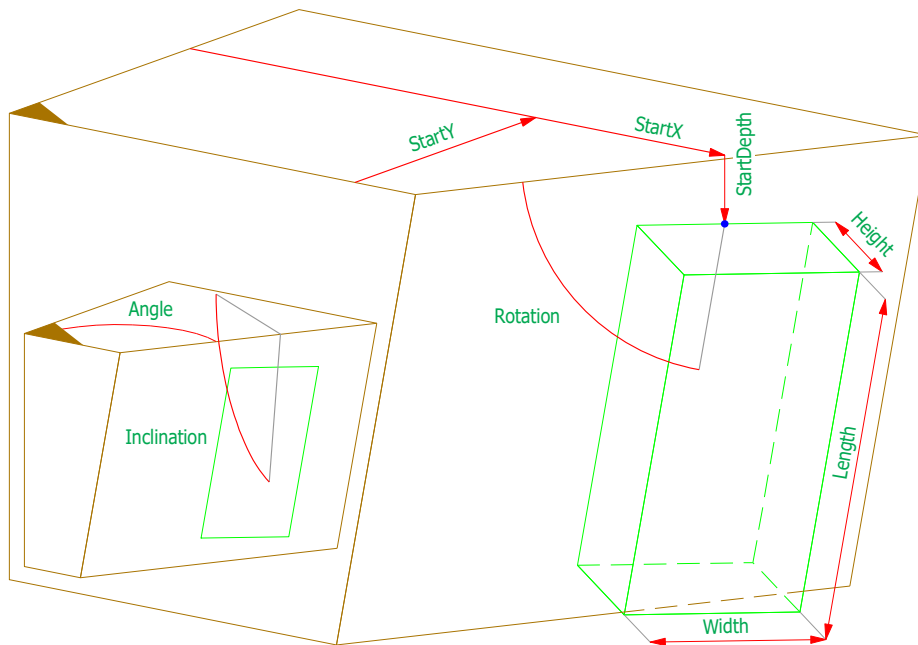 StartY
StartX
StartDepth
Height
Angle
Rotation
Inclination
Length
Width